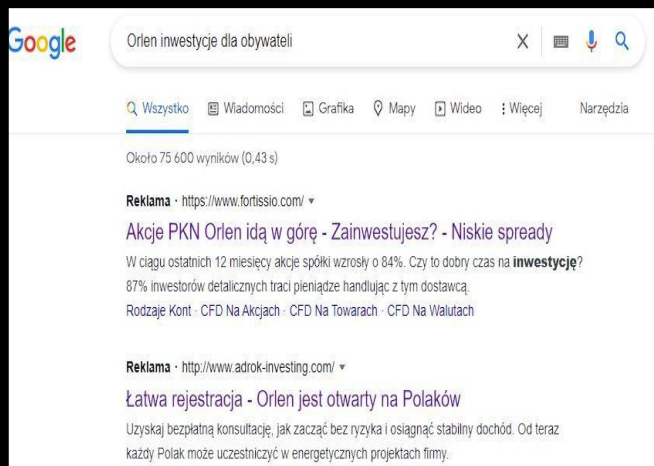 Google
Orlen inwestycje dla obywateli
Wszystko Wiadomości Grafika Mapy Wideo Więcej Narzędzia
Około 75 600 wyników (0,43 s)
Reklama · https://www.fortissio.com/
Akcje PKN Orlen idą w górę - Zainwestujesz? - Niskie spready
W ciągu ostatnich 12 miesięcy akcje spółki wzrosły o 84%. Czy to dobry czas na inwestycję?
87% inwestorów detalicznych traci pieniądze handlując z tym dostawcą.
Rodzaje Kont · CFD Na Akcjach · CFD Na Towarach · CFD Na Walutach
Reklama · http://www.adrok-investing.com/
Łatwa rejestracja - Orlen jest otwarty na Polaków
Uzyskaj bezpłatną konsultację, jak zacząć bez ryzyka i osiągnąć stabilny dochód. Od teraz
każdy Polak może uczestniczyć w energetycznych projektach firmy.